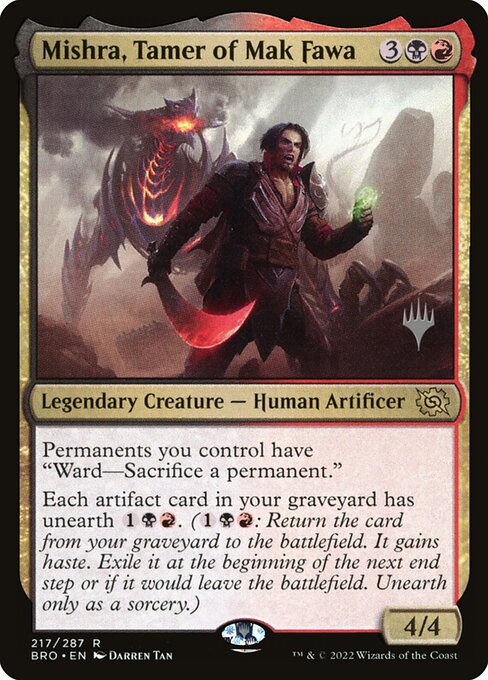 Mishra, Tamer of Mak Fawa 3
Legendary Creature — Human Artificer
Permanents you control have
“Ward—Sacrifice a permanent.”
Each artifact card in your graveyard has
unearth 1. (1: Return the card
from your graveyard to the battlefield. It gains
haste. Exile it at the beginning of the next end
step or if it would leave the battlefield. Unearth
only as a sorcery.)
4/4
217/287 R
BRO • EN Darren Tan
™ & © 2022 Wizards of the Coast